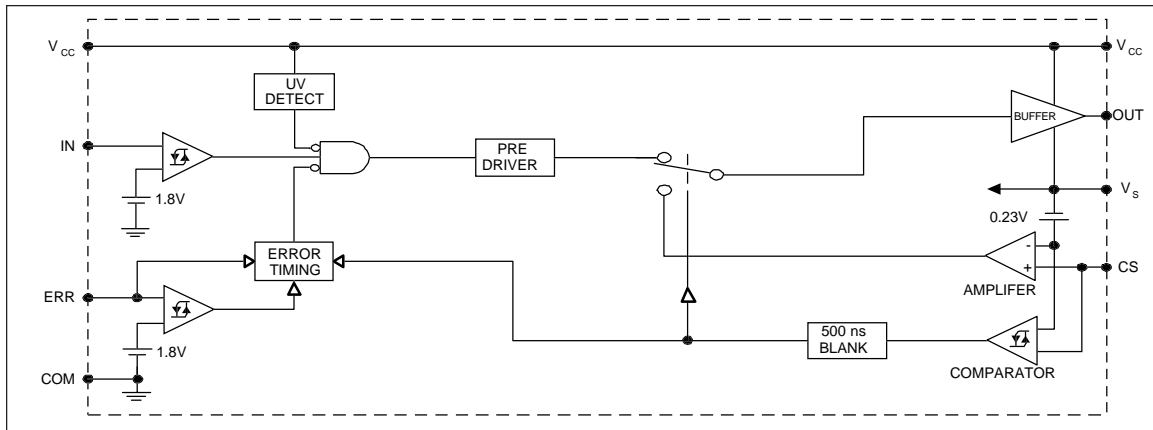 V CC
V CC
UV
DETECT
BUFFER
OUT
IN
PRE
DRIVER
1.8V
V S
0.23V
ERROR
TIMING
-
+
CS
ERR
AMPLIFER
500 ns
BLANK
1.8V
COM
COMPARATOR